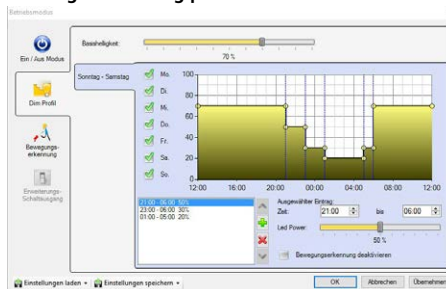 Betriebsmodus
Ein / Aus Modus
Dim Profil
Bewegungs-
erkennung
Erweiterungs-
Schaltausgang
Basishelligkeit:
70 %
Sonntag - Samstag
Mo.
Di.
Mi.
Do.
Fr.
Sa.
So.
100
80
60
40
20
0
12:00 16:00 20:00 00:00 04:00 08:00 12:00
21:00 - 06:00 50%
23:00 - 06:00 30%
01:00 - 05:00 20%
Ausgewählter Eintrag:
Zeit: 21:00 bis 06:00
Led Power
50 %
Bewegungserkennung deaktivieren
Einstellungen laden
Einstellungen speichern
OK
Abbrechen
Übernehmen